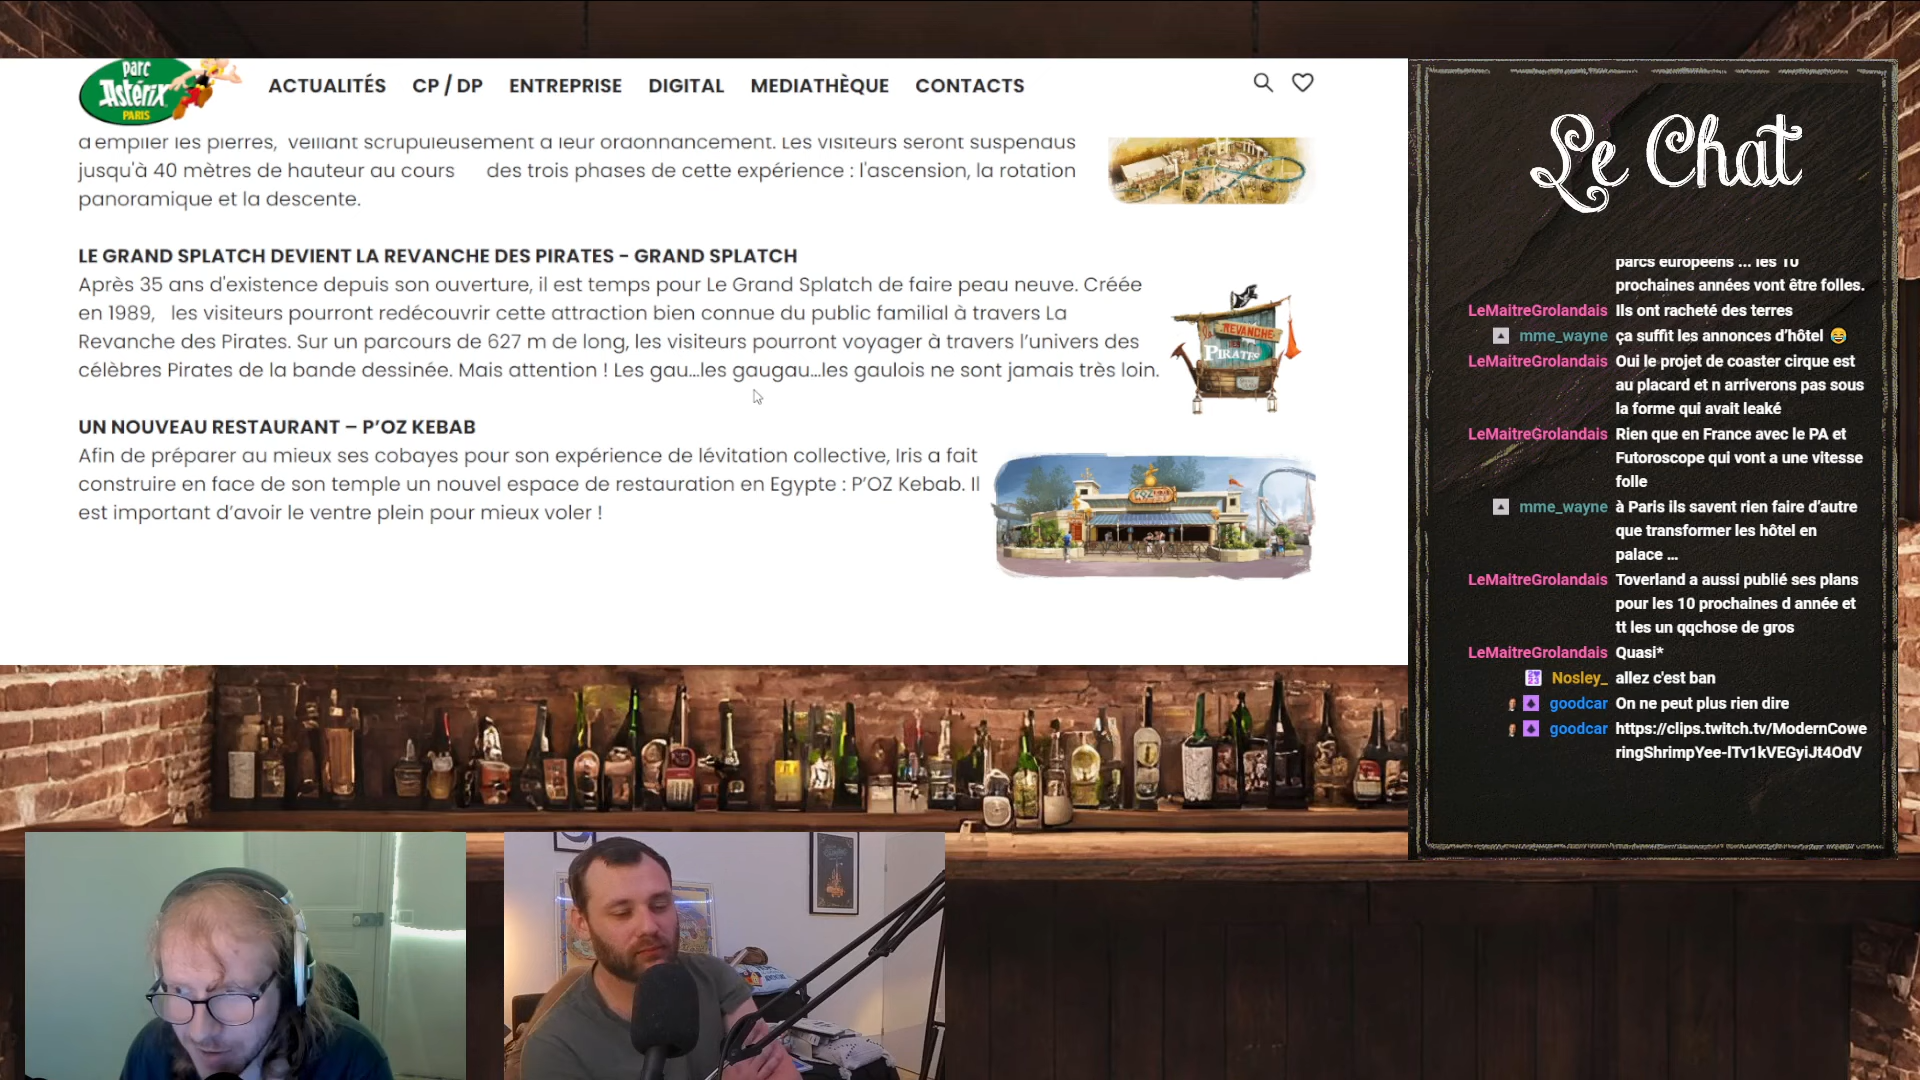 parc
Astérix
PARIS
ACTUALITÉS CP / DP ENTREPRISE DIGITAL MEDIATHÈQUE CONTACTS
d'empiler les pierres, veillant scrupuleusement à leur ordonnancement. Les visiteurs seront suspendus
jusqu'à 40 mètres de hauteur au cours des trois phases de cette expérience : l'ascension, la rotation
panoramique et la descente.
LE GRAND SPLATCH DEVIENT LA REVANCHE DES PIRATES - GRAND SPLATCH
Après 35 ans d'existence depuis son ouverture, il est temps pour Le Grand Splatch de faire peau neuve. Créée
en 1989, les visiteurs pourront redécouvrir cette attraction bien connue du public familial à travers La
Revanche des Pirates. Sur un parcours de 627 m de long, les visiteurs pourront voyager à travers l'univers des
célèbres Pirates de la bande dessinée. Mais attention ! Les gau...les gaugau...les gaulois ne sont jamais très loin.
REVANCHE
PIRATES
UN NOUVEAU RESTAURANT – P'OZ KEBAB
Afin de préparer au mieux ses cobayes pour son expérience de lévitation collective, Iris a fait
construire en face de son temple un nouvel espace de restauration en Egypte : P'OZ Kebab. Il
est important d'avoir le ventre plein pour mieux voler !
Le Chat
parcs européens ... les 10
prochaines années vont être folles.
LeMaitreGrolandais Ils ont racheté des terres
mme_wayne ça suffit les annonces d'hôtel 😂
LeMaitreGrolandais Oui le projet de coaster cirque est
au placard et n arriverons pas sous
la forme qui avait leaké
LeMaitreGrolandais Rien que en France avec le PA et
Futoroscope qui vont a une vitesse
folle
mme_wayne à Paris ils savent rien faire d'autre
que transformer les hôtel en
palace ...
LeMaitreGrolandais Toverland a aussi publié ses plans
pour les 10 prochaines d année et
tt les un qqchose de gros
LeMaitreGrolandais Quasi*
Nosley_ allez c'est ban
goodcar On ne peut plus rien dire
goodcar https://clips.twitch.tv/ModernCowe
ringShrimpYee-lTv1kVEGyiJt4OdV